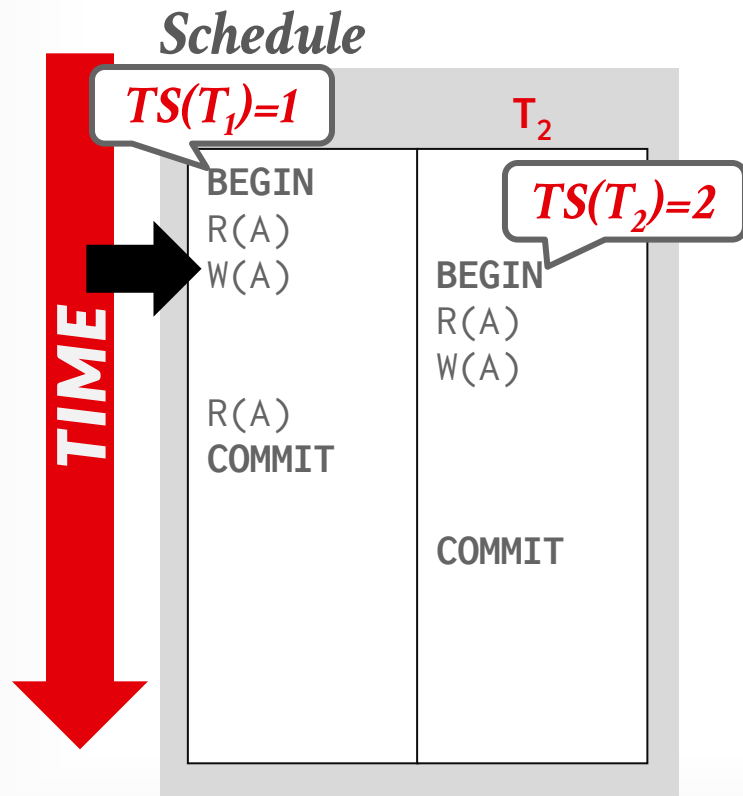 Schedule
TS(T₁)=1
T₂
BEGIN
TS(T₂)=2
R(A)
W(A)
BEGIN
R(A)
W(A)
R(A)
COMMIT
COMMIT
TIME